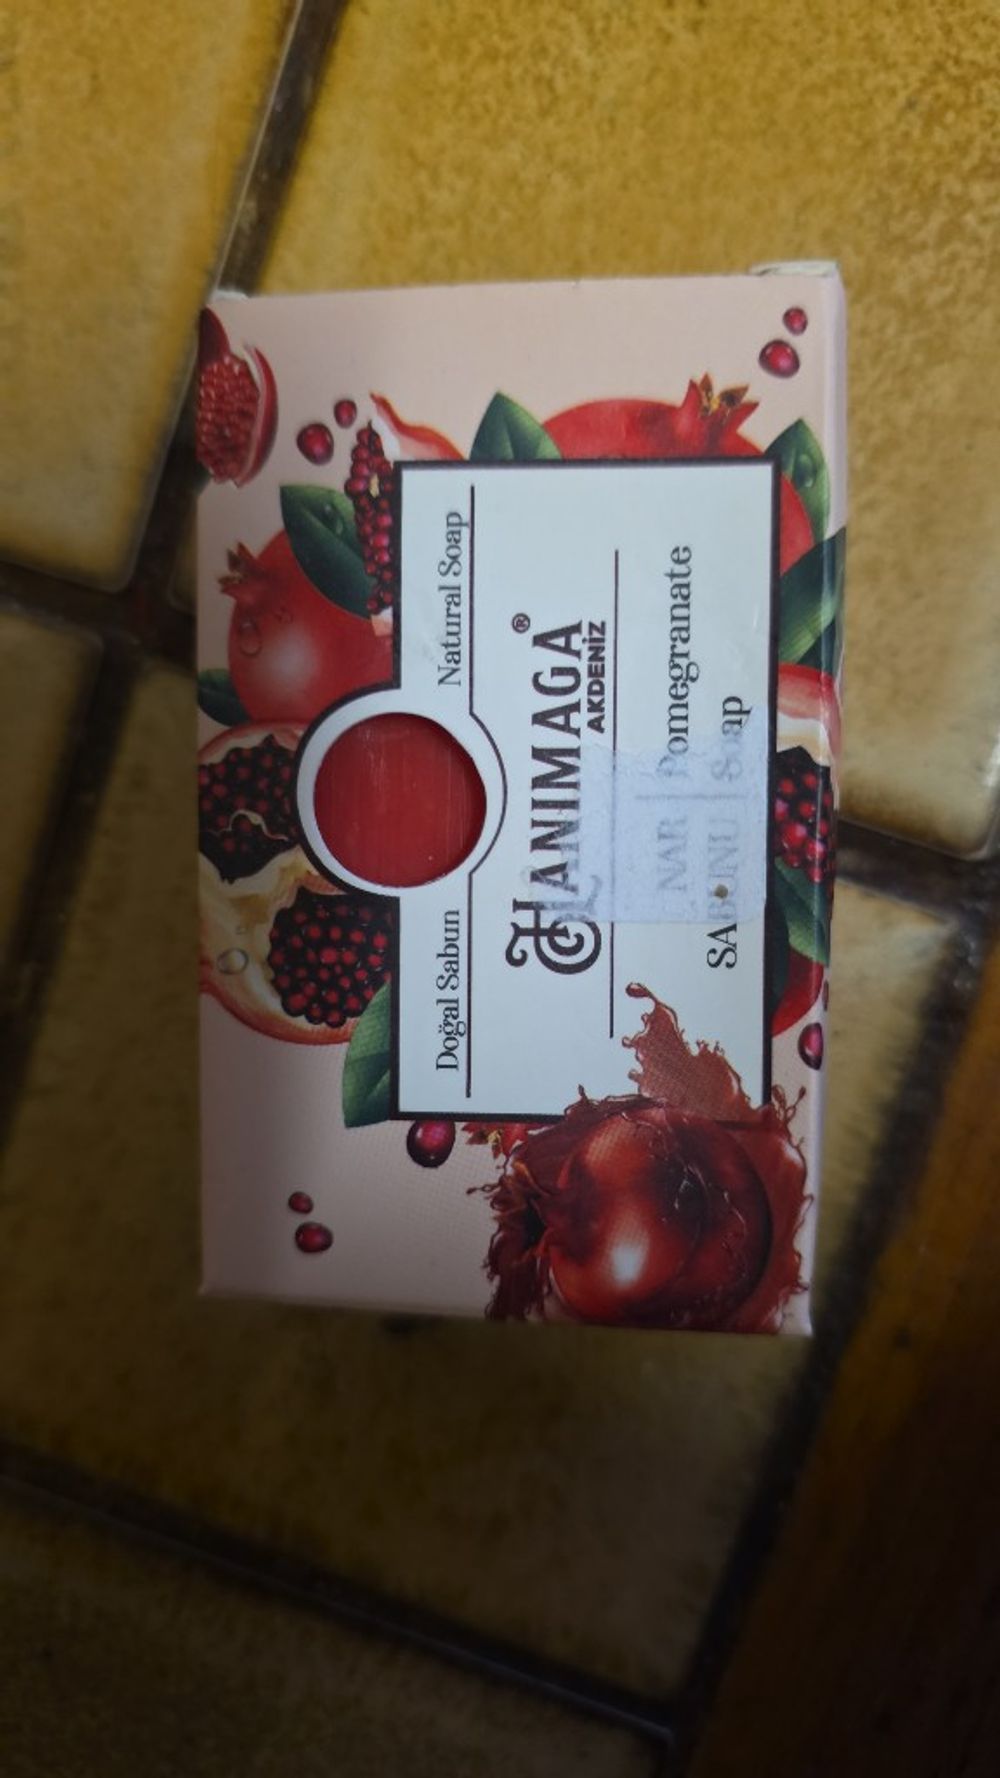 Doğal Sabun Natural Soap
HANIMAGA®
AKDENİZ
NAR Pomegranate
SABUNU Soap